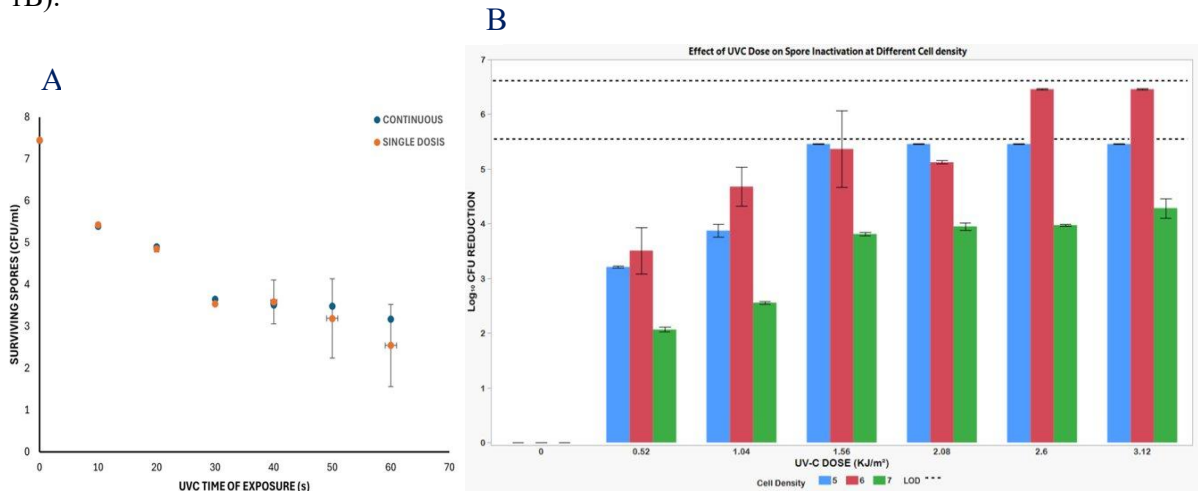 1B).
B
A
8
7
6
5
4
3
2
1
0
SURVIVING SPORES (CFU/ml)
CONTINUOUS
SINGLE DOSIS
0 10 20 30 40 50 60 70
UVC TIME OF EXPOSURE (s)
Effect of UVC Dose on Spore Inactivation at Different Cell density
7
6
5
4
3
2
1
0
Log₁₀ CFU REDUCTION
0 0.52 1.04 1.56 2.08 2.6 3.12
UV-C DOSE (KJ/m²)
Cell Density 5 6 7 LOD